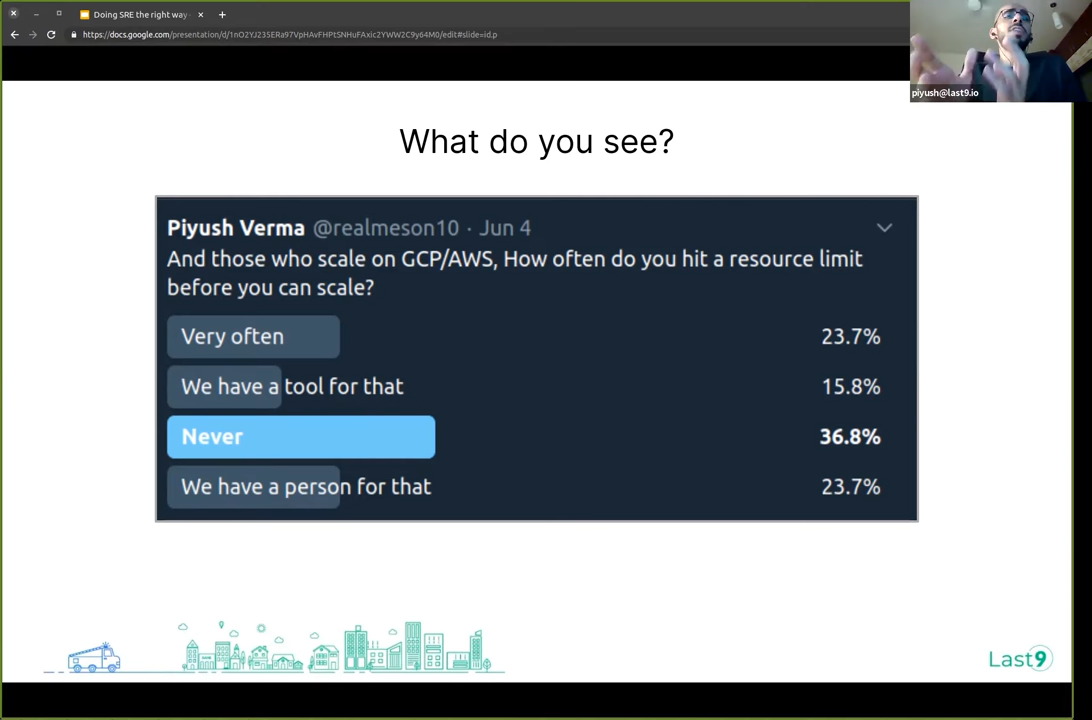 Doing SRE the right way
https://docs.google.com/presentation/d/1nO2YJ235ERa97VpHAvFHPtSNHuFAxic2YWW2C9y64M0/edit#slide=id.p
piyush@last9.io
What do you see?
Piyush Verma @realmeson10 · Jun 4
And those who scale on GCP/AWS, How often do you hit a resource limit
before you can scale?
Very often 23.7%
We have a tool for that 15.8%
Never 36.8%
We have a person for that 23.7%
Last9